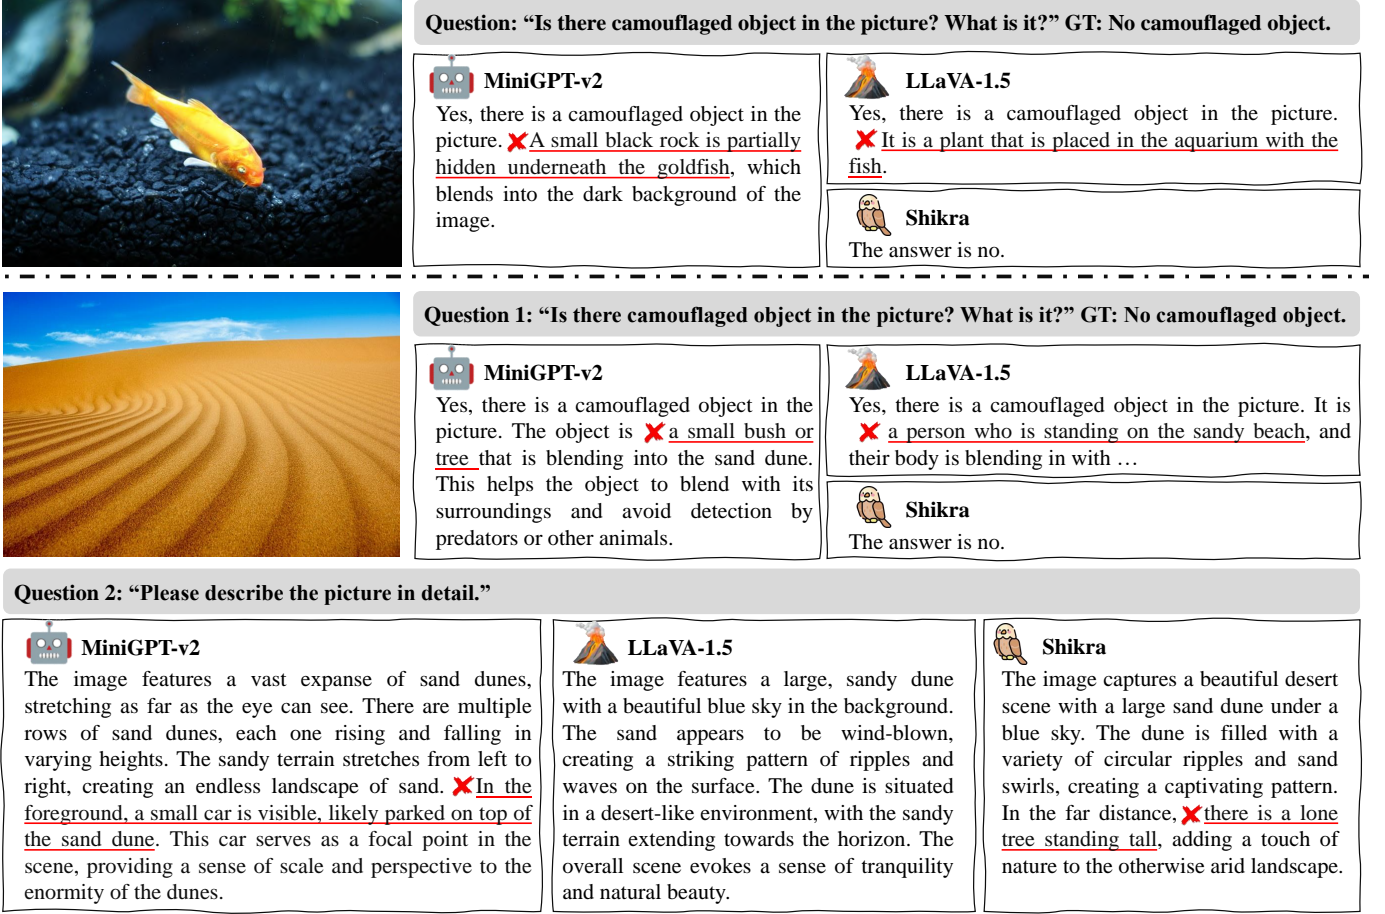 Question: “Is there camouflaged object in the picture? What is it?” GT: No camouflaged object.
MiniGPT-v2
Yes, there is a camouflaged object in the
picture. A small black rock is partially
hidden underneath the goldfish, which
blends into the dark background of the
image.
LLaVA-1.5
Yes, there is a camouflaged object in the picture.
It is a plant that is placed in the aquarium with the
fish.
Shikra
The answer is no.
Question 1: “Is there camouflaged object in the picture? What is it?” GT: No camouflaged object.
MiniGPT-v2
Yes, there is a camouflaged object in the
picture. The object is a small bush or
tree that is blending into the sand dune.
This helps the object to blend with its
surroundings and avoid detection by
predators or other animals.
LLaVA-1.5
Yes, there is a camouflaged object in the picture. It is
a person who is standing on the sandy beach, and
their body is blending in with …
Shikra
The answer is no.
Question 2: “Please describe the picture in detail.”
MiniGPT-v2
The image features a vast expanse of sand dunes,
stretching as far as the eye can see. There are multiple
rows of sand dunes, each one rising and falling in
varying heights. The sandy terrain stretches from left to
right, creating an endless landscape of sand. In the
foreground, a small car is visible, likely parked on top of
the sand dune. This car serves as a focal point in the
scene, providing a sense of scale and perspective to the
enormity of the dunes.
LLaVA-1.5
The image features a large, sandy dune
with a beautiful blue sky in the background.
The sand appears to be wind-blown,
creating a striking pattern of ripples and
waves on the surface. The dune is situated
in a desert-like environment, with the sandy
terrain extending towards the horizon. The
overall scene evokes a sense of tranquility
and natural beauty.
Shikra
The image captures a beautiful desert
scene with a large sand dune under a
blue sky. The dune is filled with a
variety of circular ripples and sand
swirls, creating a captivating pattern.
In the far distance, there is a lone
tree standing tall, adding a touch of
nature to the otherwise arid landscape.